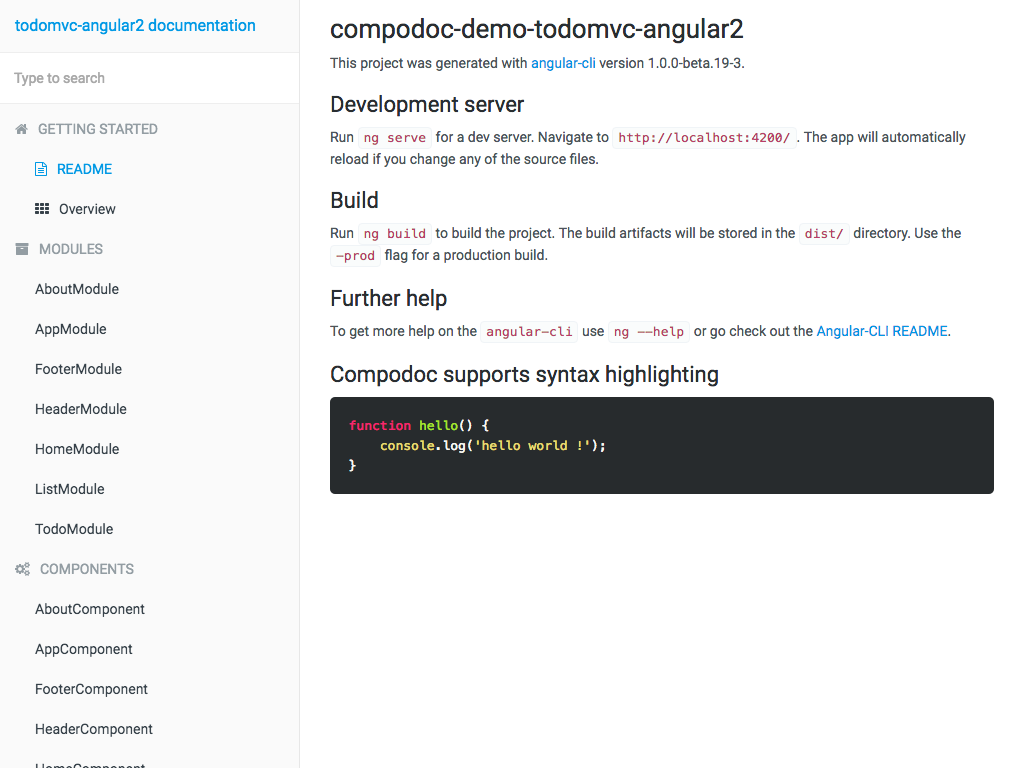 todomvc-angular2 documentation
Type to search
GETTING STARTED
README
Overview
MODULES
AboutModule
AppModule
FooterModule
HeaderModule
HomeModule
ListModule
TodoModule
COMPONENTS
AboutComponent
AppComponent
FooterComponent
HeaderComponent
HomeComponent
compodoc-demo-todomvc-angular2
This project was generated with angular-cli version 1.0.0-beta.19-3.
Development server
Run ng serve for a dev server. Navigate to http://localhost:4200/ . The app will automatically
reload if you change any of the source files.
Build
Run ng build to build the project. The build artifacts will be stored in the dist/ directory. Use the
-prod flag for a production build.
Further help
To get more help on the angular-cli use ng --help or go check out the Angular-CLI README.
Compodoc supports syntax highlighting
function hello() {
    console.log('hello world !');
}